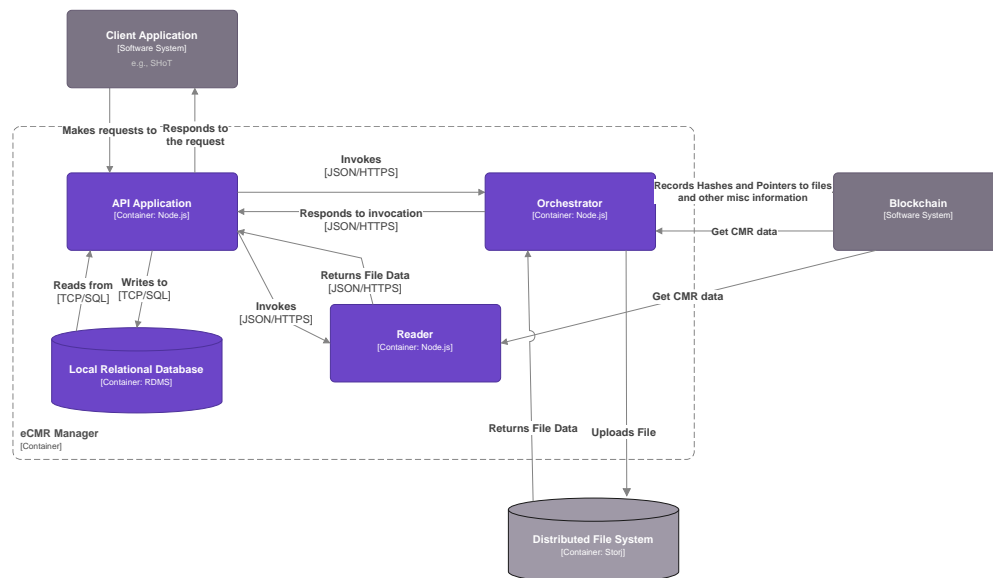 Client Application
[Software System]
e.g., SHoT
Makes requests to
Responds to
the request
Invokes
[JSON/HTTPS]
Records Hashes and Pointers to files
and other misc information
API Application
[Container: Node.js]
Orchestrator
[Container: Node.js]
Blockchain
[Software System]
Responds to invocation
[JSON/HTTPS]
Get CMR data
Reads from
[TCP/SQL]
Writes to
[TCP/SQL]
Returns File Data
[JSON/HTTPS]
Get CMR data
Invokes
[JSON/HTTPS]
Reader
[Container: Node.js]
Local Relational Database
[Container: RDMS]
eCMR Manager
[Container]
Returns File Data
Uploads File
Distributed File System
[Container: Storj]